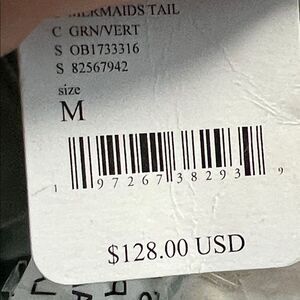 MERMAIDS TAIL
C GRN/VERT
S OB1733316
S 82567942
size
M
1 97267 38293 9
$128.00 USD